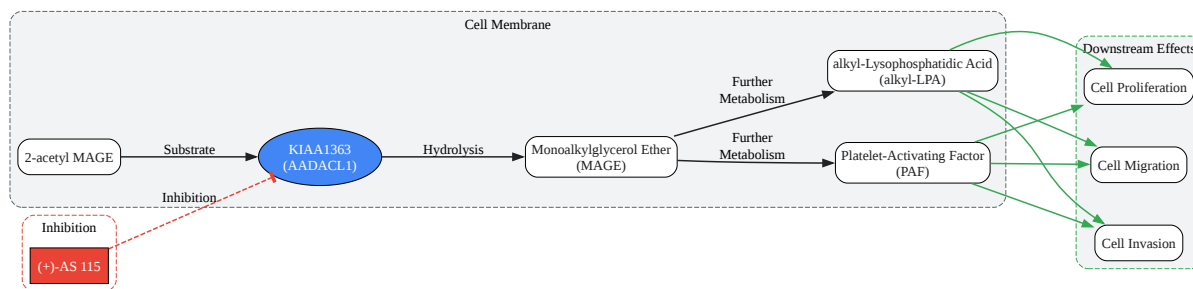 Cell Membrane
Downstream Effects
alkyl-Lysophosphatidic Acid
(alkyl-LPA)
Further
Metabolism
Cell Proliferation
2-acetyl MAGE
Substrate
KIAA1363
(AADACL1)
Hydrolysis
Monoalkylglycerol Ether
(MAGE)
Further
Metabolism
Platelet-Activating Factor
(PAF)
Cell Migration
Inhibition
Inhibition
(+)-AS 115
Cell Invasion